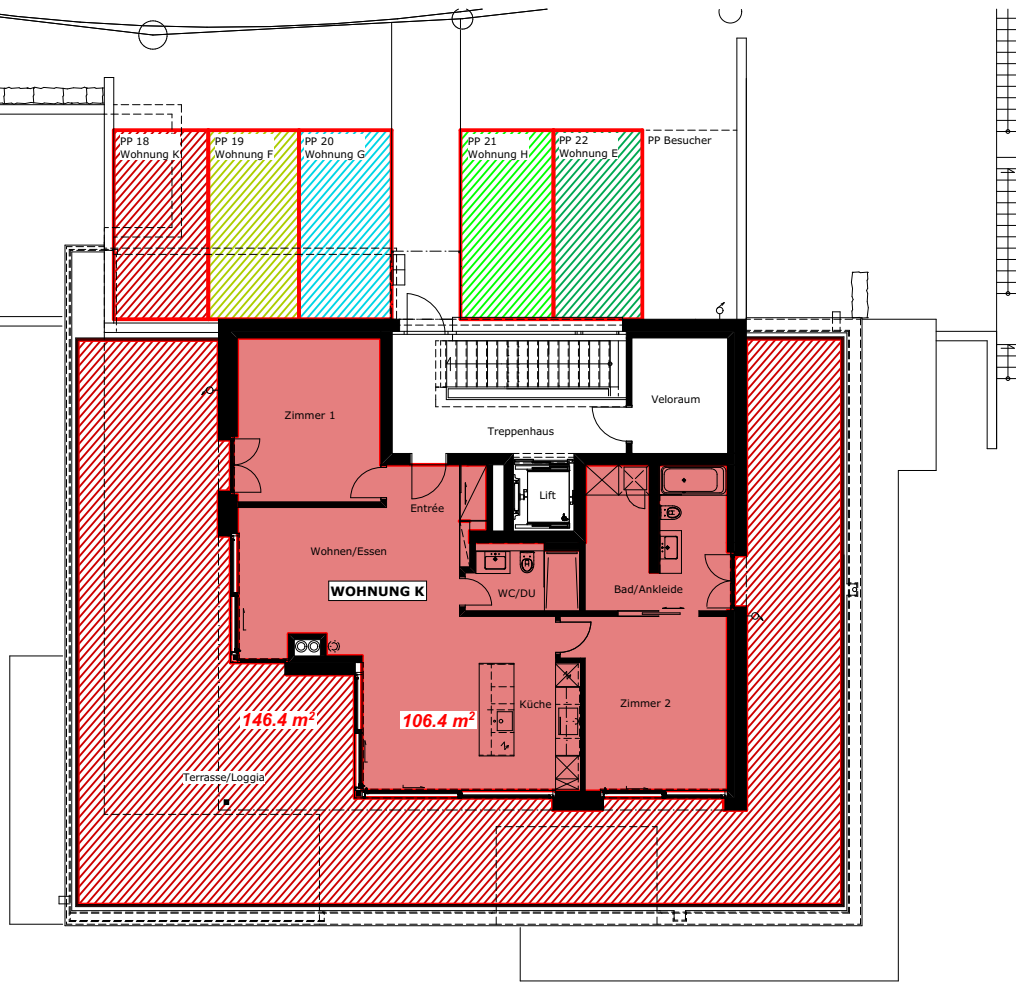 PP 18
Wohnung K
PP 19
Wohnung F
PP 20
Wohnung G
PP 21
Wohnung H
PP 22
Wohnung E
PP Besucher
Zimmer 1
Veloraum
Treppenhaus
Lift
Entrée
Wohnen/Essen
WOHNUNG K
WC/DU
Bad/Ankleide
Küche
Zimmer 2
146.4 m²
106.4 m²
Terrasse/Loggia